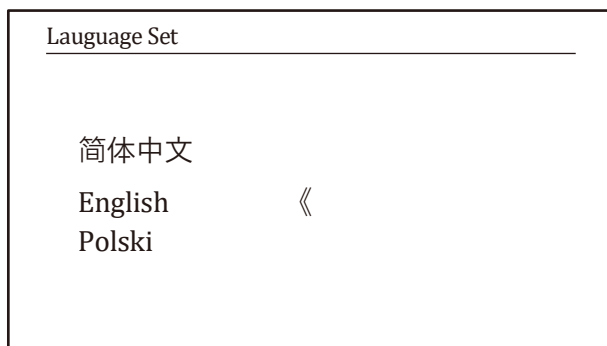 Lauguage Set
简体中文
English 《
Polski